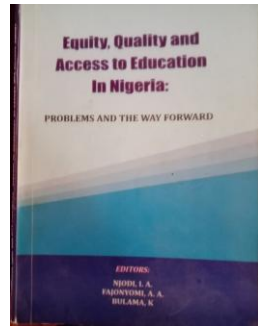 Equity, Quality and
Access to Education
In Nigeria:
PROBLEMS AND THE WAY FORWARD
EDITORS:
NJODI, I. A.
FAJONYOMI, A. A.
BULAMA, K